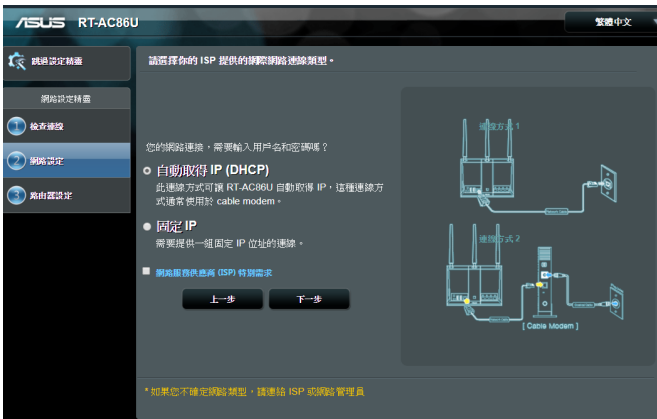 ASUS RT-AC86U
繁體中文
跳過設定精靈
網路設定精靈
1 檢查連線
2 網路設定
3 路由器設定
請選擇你的 ISP 提供的網際網路連線類型。
您的網路連接，需要輸入用戶名和密碼嗎？
自動取得 IP (DHCP)
此連線方式可讓 RT-AC86U 自動取得 IP，這種連線方
式通常使用於 cable modem。
固定 IP
需要提供一組固定 IP 位址的連線。
網路服務供應商 (ISP) 特別需求
上一步
下一步
連線方式 1
連線方式 2
[ Cable Modem ]
*如果您不確定網路類型，請連絡 ISP 或網路管理員